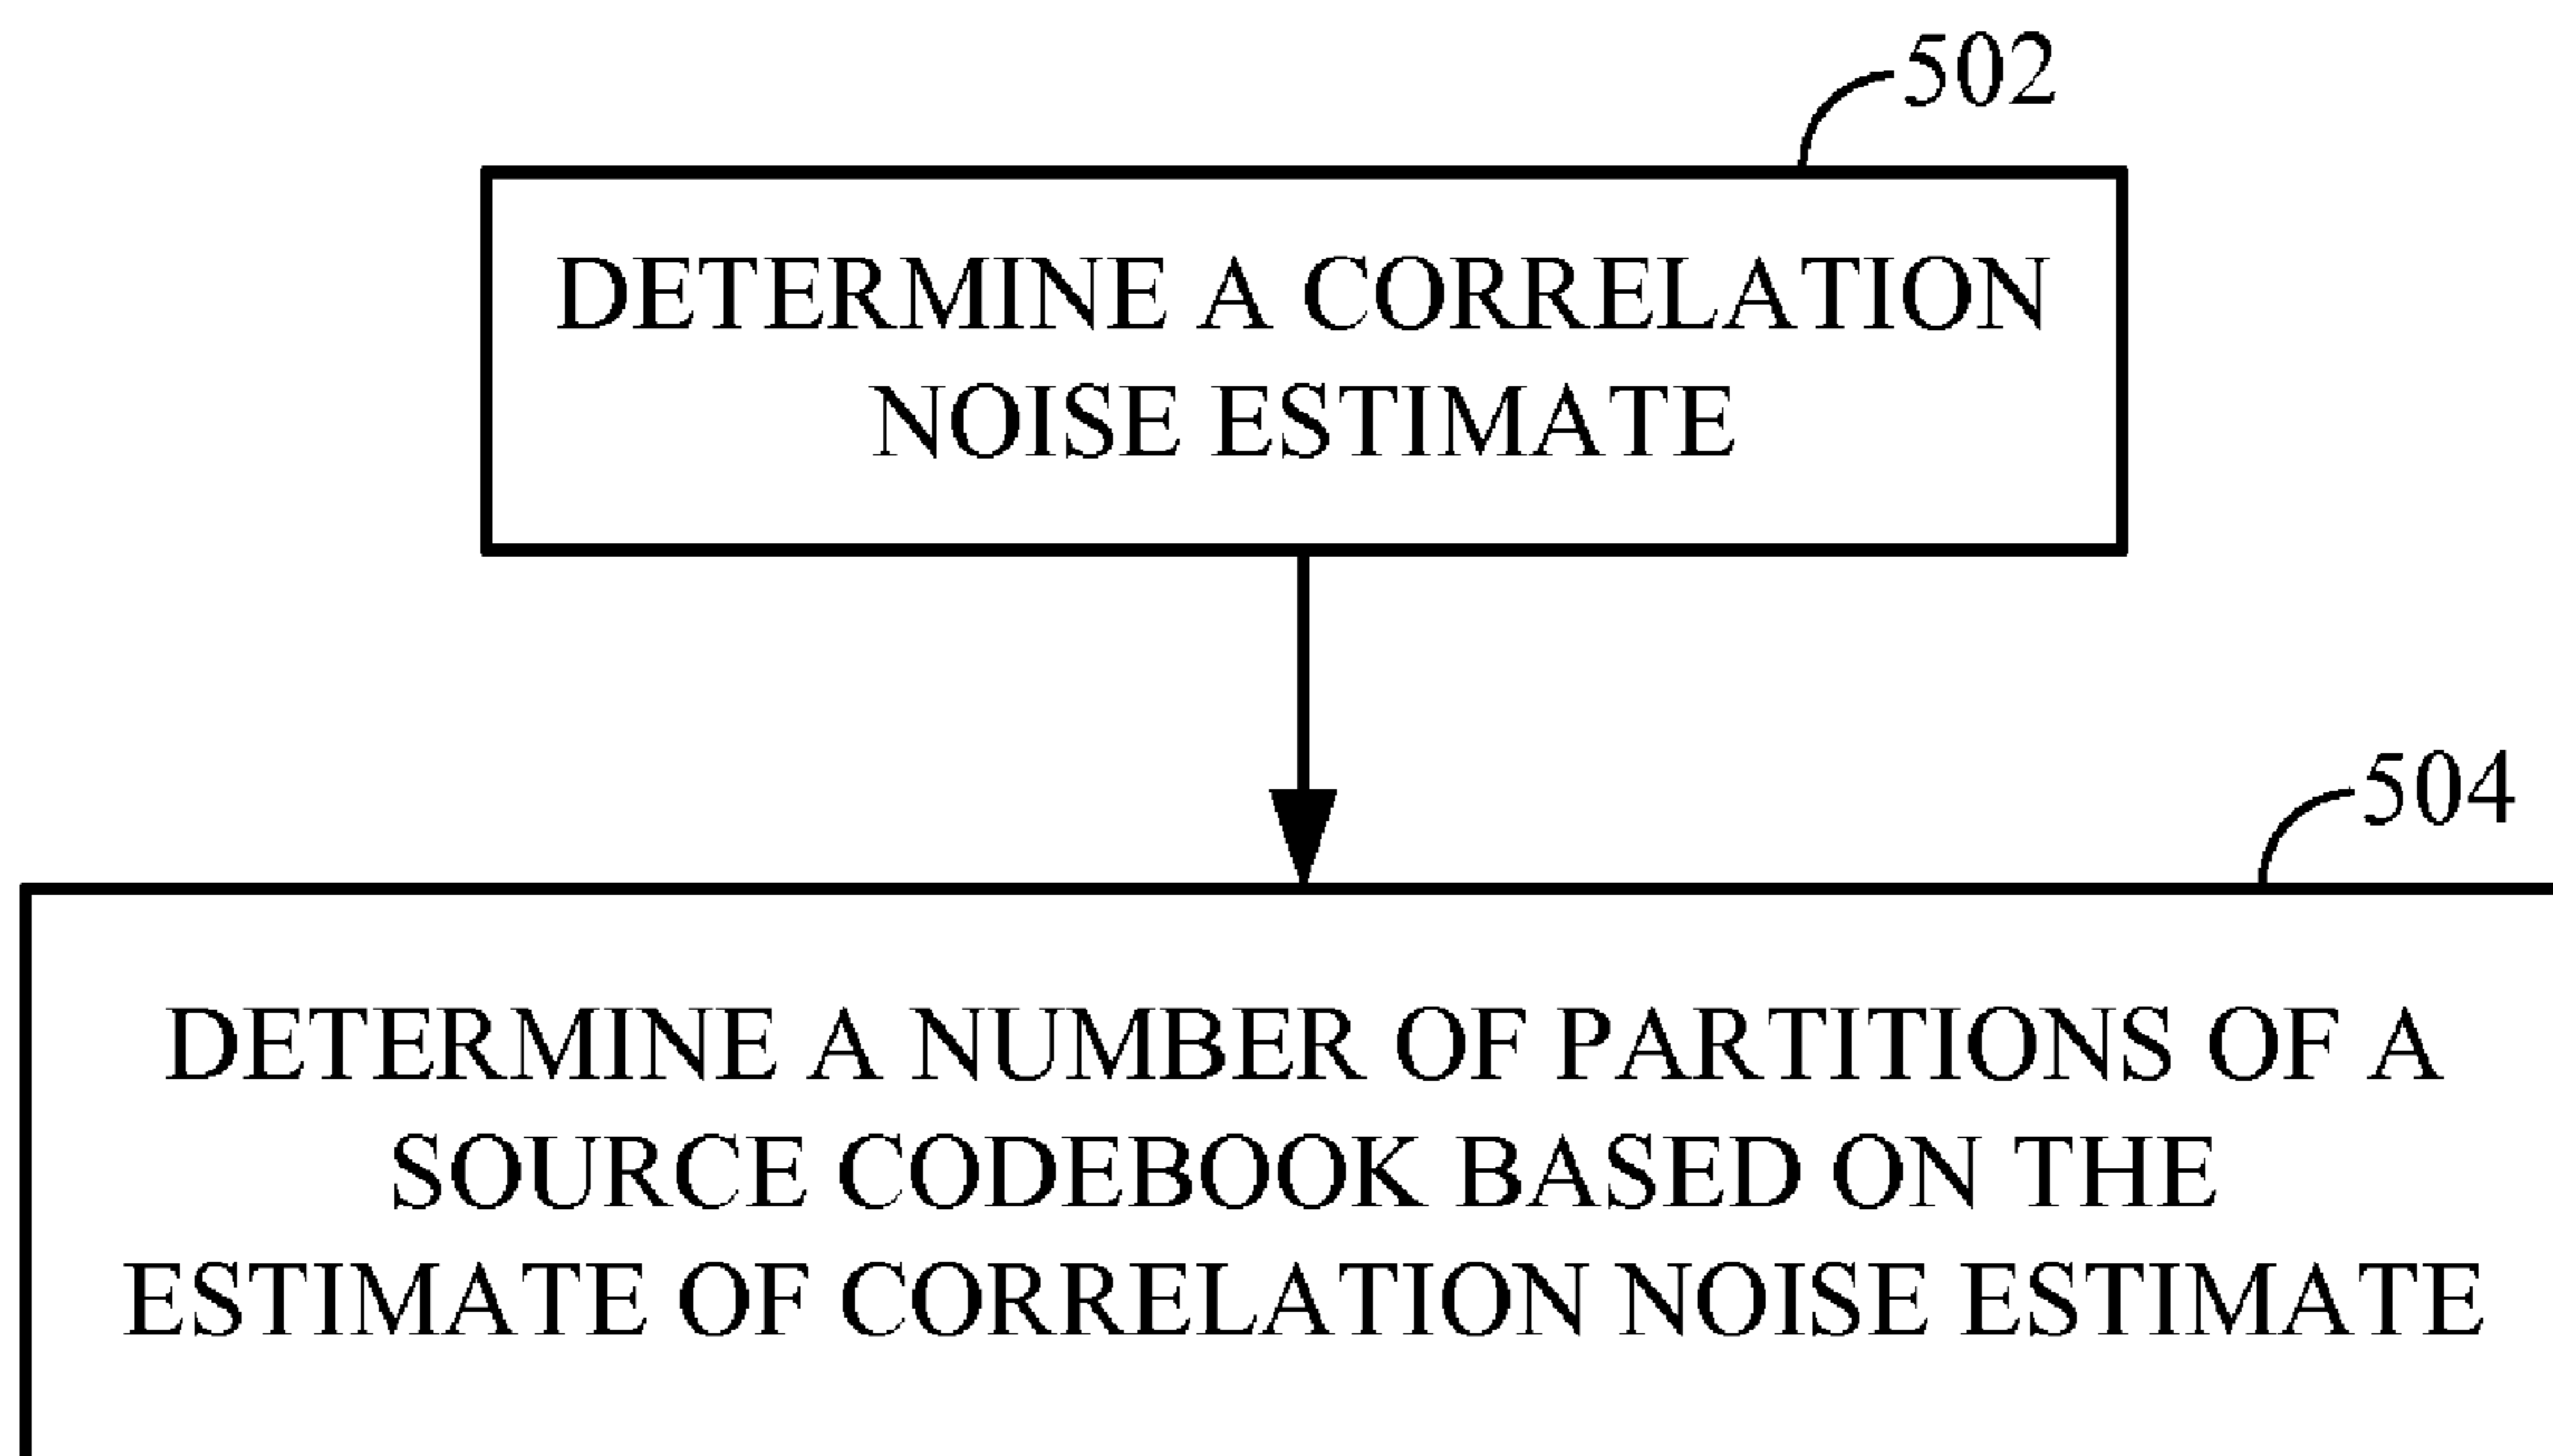 502
DETERMINE A CORRELATION
NOISE ESTIMATE
504
DETERMINE A NUMBER OF PARTITIONS OF A
SOURCE CODEBOOK BASED ON THE
ESTIMATE OF CORRELATION NOISE ESTIMATE